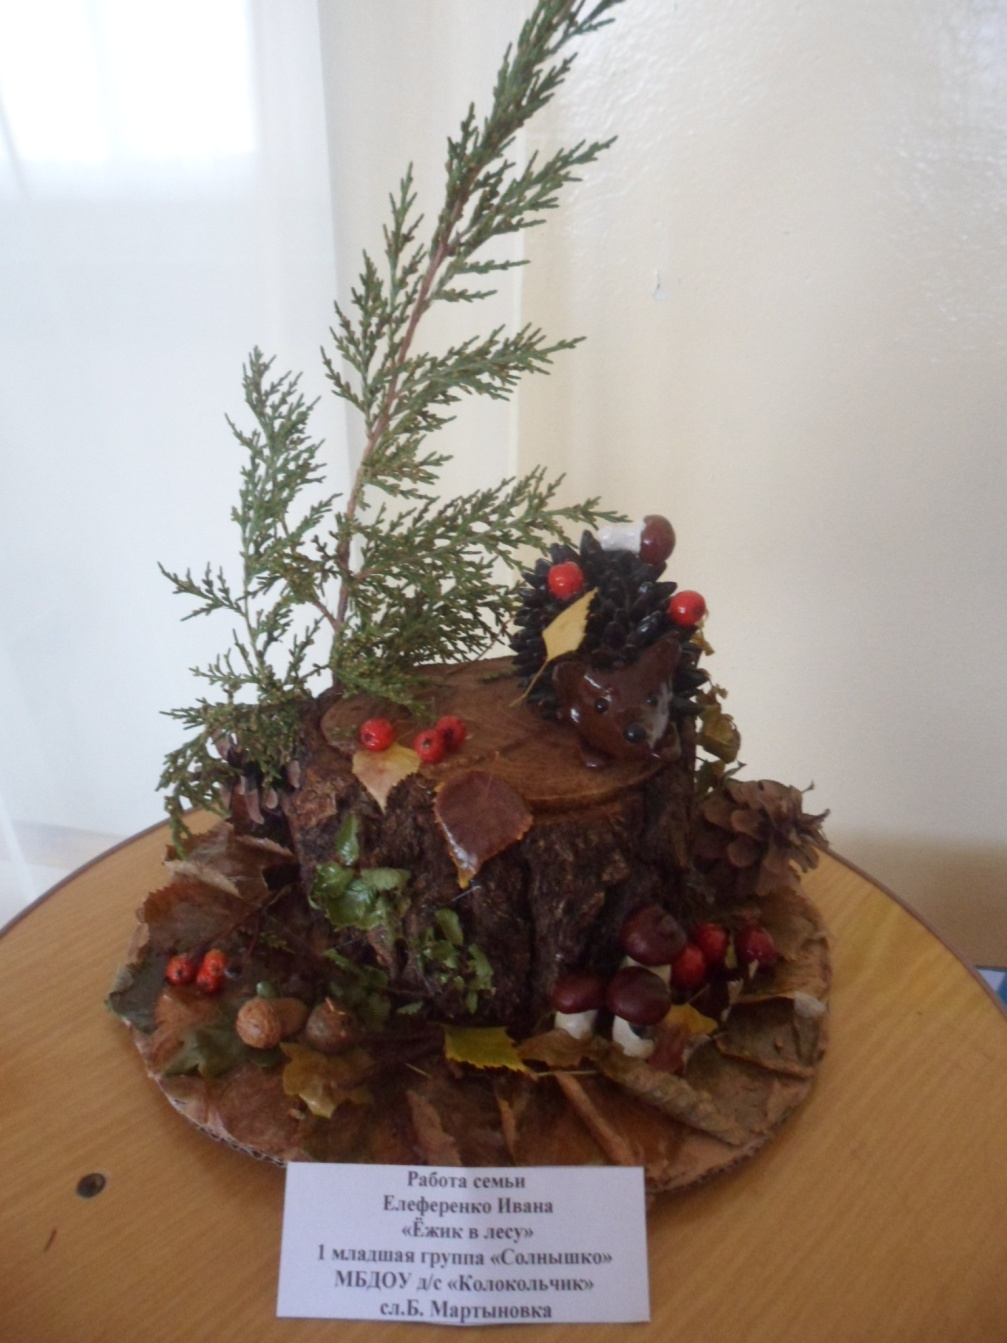 Работа семьи
Елеференко Ивана
«Ёжик в лесу»
1 младшая группа «Солнышко»
МБДОУ д/с «Колокольчик»
сл.Б. Мартыновка